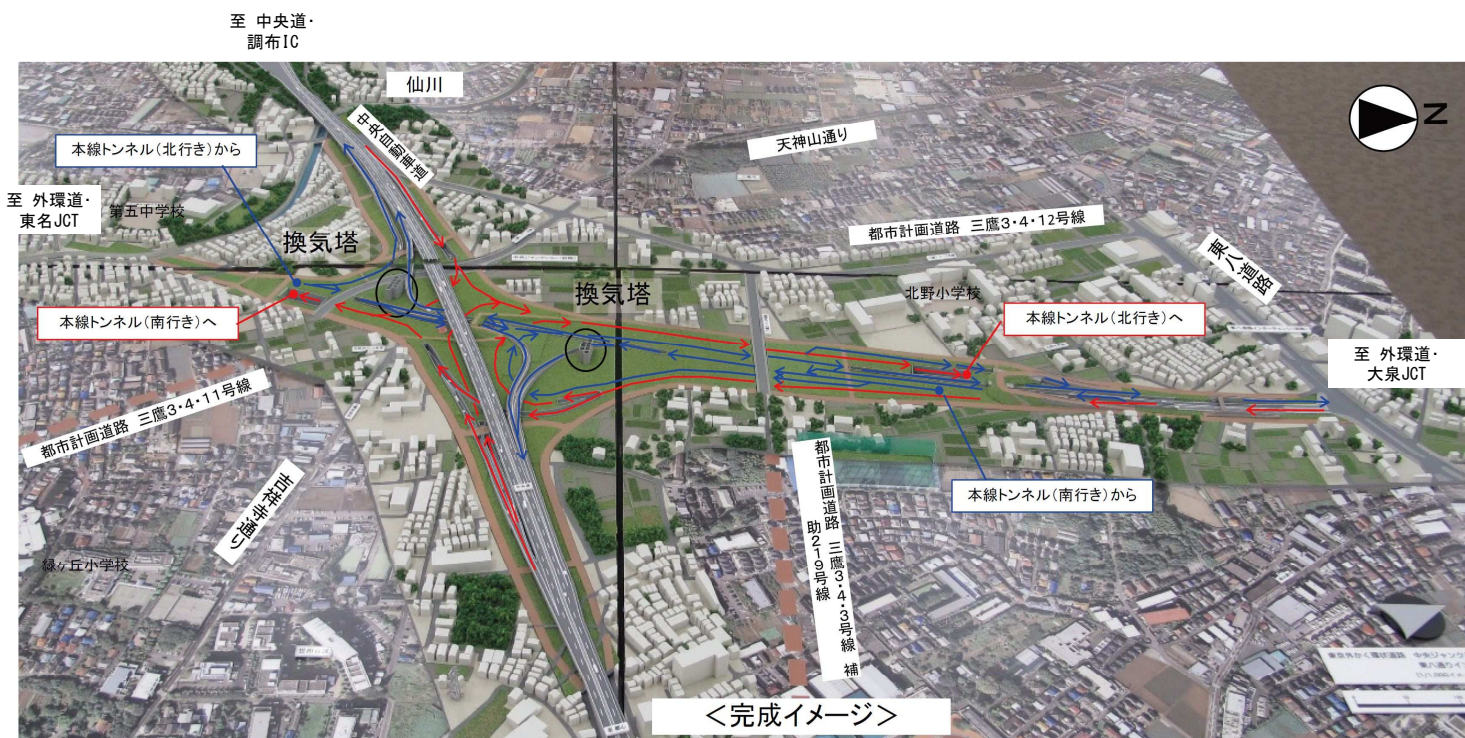 至 中央道・
調布IC
仙川
中央自動車道
天神山通り
N
本線トンネル(北行き)から
至 外環道・
東名JCT
第五中学校
換気塔
都市計画道路 三鷹3・4・12号線
東八道路
換気塔
北野小学校
本線トンネル(南行き)へ
本線トンネル(北行き)へ
至 外環道・
大泉JCT
都市計画道路 三鷹3・4・11号線
吉祥寺通り
本線トンネル(南行き)から
都市計画道路 三鷹3・4・3号線 補
助219号線
緑ヶ丘小学校
<完成イメージ>